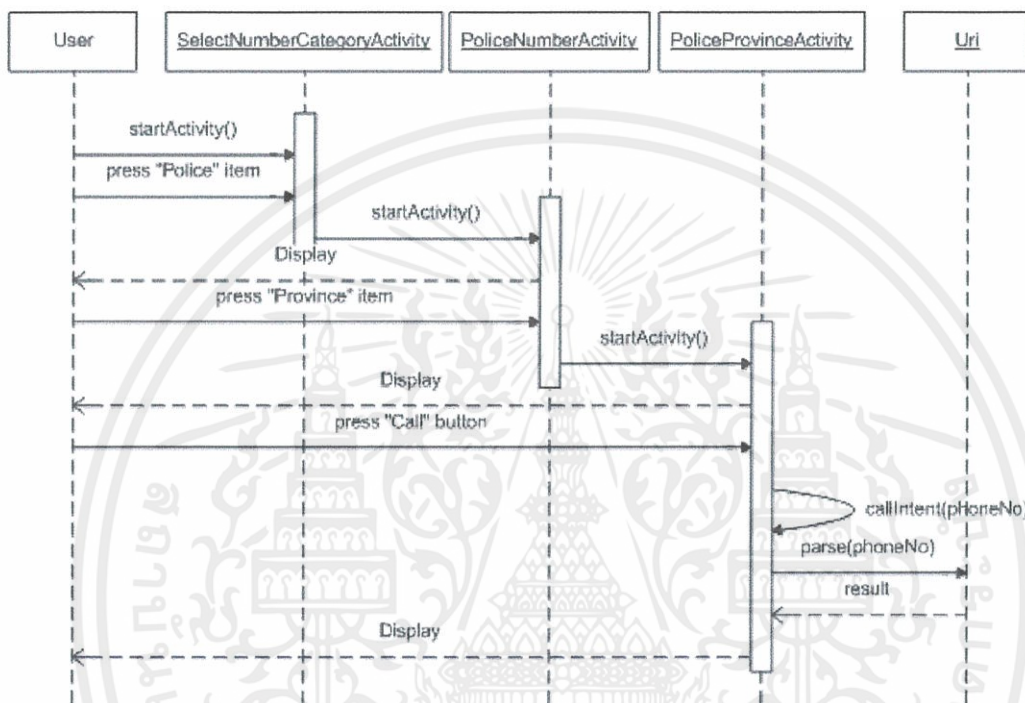 User
SelectNumberCategoryActivity
PoliceNumberActivity
PoliceProvinceActivity
Uri
startActivity()
press "Police" item
startActivity()
Display
press "Province" item
startActivity()
Display
press "Call" button
callIntent(pHoneNo)
parse(phoneNo)
result
Display